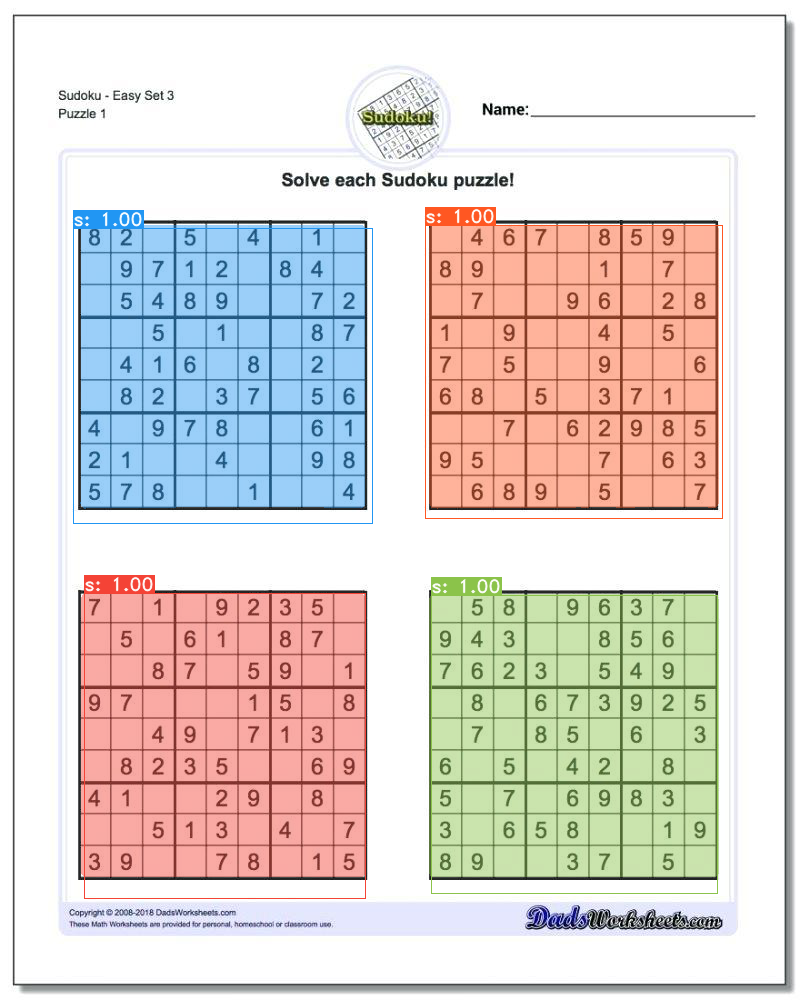 Sudoku - Easy Set 3
Puzzle 1
Sudoku!
Name:
Solve each Sudoku puzzle!
s: 1.00
8 2 5 4 1
9 7 1 2 8 4
5 4 8 9 7 2
5 1 8 7
4 1 6 8 2
8 2 3 7 5 6
4 9 7 8 6 1
2 1 4 9 8
5 7 8 1 4
s: 1.00
4 6 7 8 5 9
8 9 1 7
7 9 6 2 8
1 9 4 5
7 5 9 6
6 8 5 3 7 1
7 6 2 9 8 5
9 5 7 6 3
6 8 9 5 7
s: 1.00
7 1 9 2 3 5
5 6 1 8 7
8 7 5 9 1
9 7 1 5 8
4 9 7 1 3
8 2 3 5 6 9
4 1 2 9 8
5 1 3 4 7
3 9 7 8 1 5
s: 1.00
5 8 9 6 3 7
9 4 3 8 5 6
7 6 2 3 5 4 9
8 6 7 3 9 2 5
7 8 5 6 3
6 5 4 2 8
5 7 6 9 8 3
3 6 5 8 1 9
8 9 3 7 5
Copyright © 2008-2018 DadsWorksheets.com
These Math Worksheets are provided for personal, homeschool or classroom use.
DadsWorksheets.com